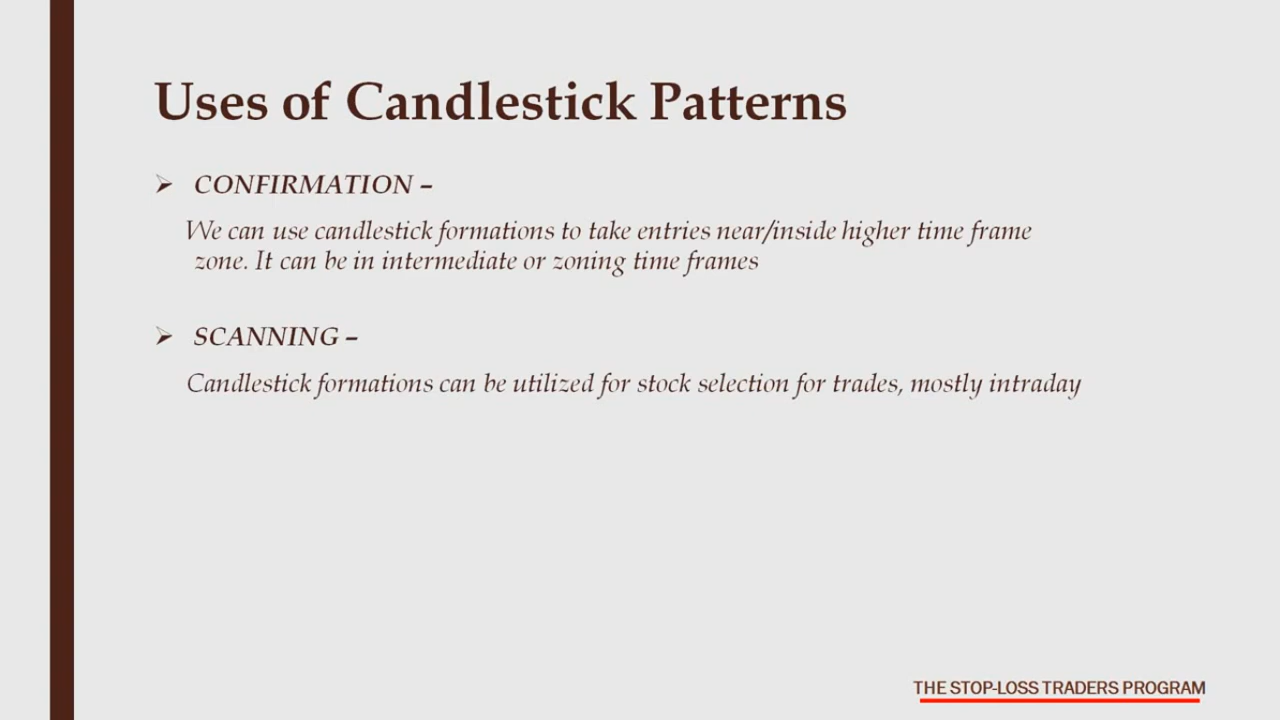 Uses of Candlestick Patterns
➢ CONFIRMATION –
We can use candlestick formations to take entries near/inside higher time frame
zone. It can be in intermediate or zoning time frames
➢ SCANNING –
Candlestick formations can be utilized for stock selection for trades, mostly intraday
THE STOP-LOSS TRADERS PROGRAM